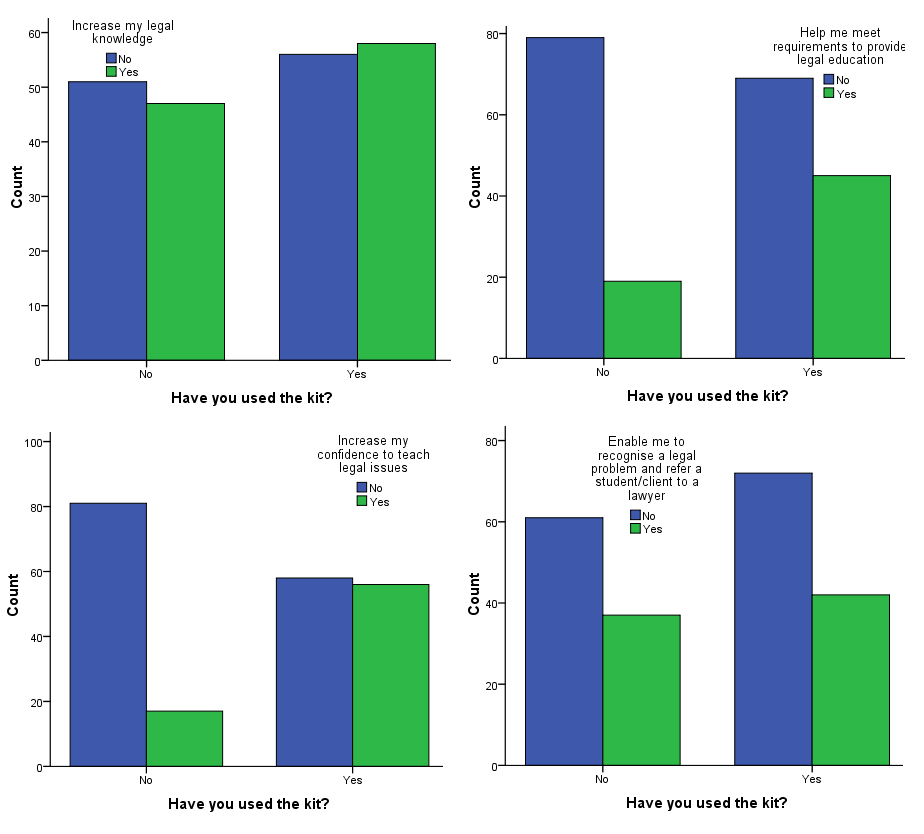 Increase my legal
knowledge
No
Yes
60
50
40
30
20
10
0
Count
No Yes
Have you used the kit?
Help me meet
requirements to provide
legal education
No
Yes
80
60
40
20
0
Count
No Yes
Have you used the kit?
Increase my
confidence to teach
legal issues
No
Yes
100
80
60
40
20
0
Count
No Yes
Have you used the kit?
Enable me to
recognise a legal
problem and refer a
student/client to a
lawyer
No
Yes
80
60
40
20
0
Count
No Yes
Have you used the kit?